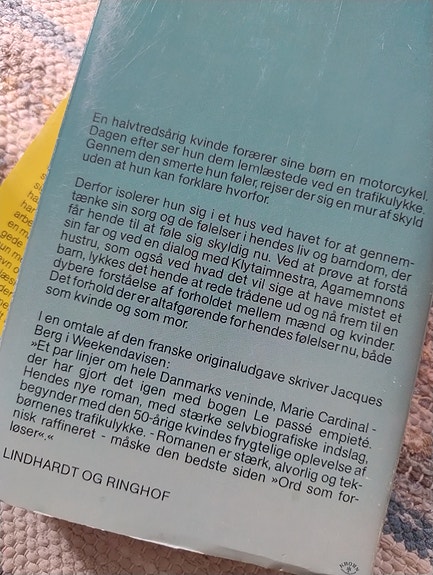 En halvtredsårig kvinde forærer sine børn en motorcykel.
Dagen efter ser hun dem lemlæstede ved en trafikulykke.
Gennem den smerte hun føler, rejser der sig en mur af skyld
uden at hun kan forklare hvorfor.
Derfor isolerer hun sig i et hus ved havet for at gennem-
tænke sin sorg og de følelser i hendes liv og barndom, der
får hende til at føle sig skyldig nu. Ved at prøve at forstå
sin far og ved en dialog med Klytaimnestra, Agamemnons
hustru, som også ved hvad det vil sige at have mistet et
barn, lykkes det hende at rede trådene ud og nå frem til en
dybere forståelse af forholdet mellem mænd og kvinder.
Det forhold der er altafgørende for hendes følelser nu, både
som kvinde og som mor.
I en omtale af den franske originaludgave skriver Jacques
Berg i Weekendavisen:
»Et par linjer om hele Danmarks veninde, Marie Cardinal -
der har gjort det igen med bogen Le passé empieté.
Hendes nye roman, med stærke selvbiografiske indslag,
begynder med den 50-årige kvindes frygtelige oplevelse af
børnenes trafikulykke. - Romanen er stærk, alvorlig og tek-
nisk raffineret - måske den bedste siden »Ord som for-
løser«.«
LINDHARDT OG RINGHOF